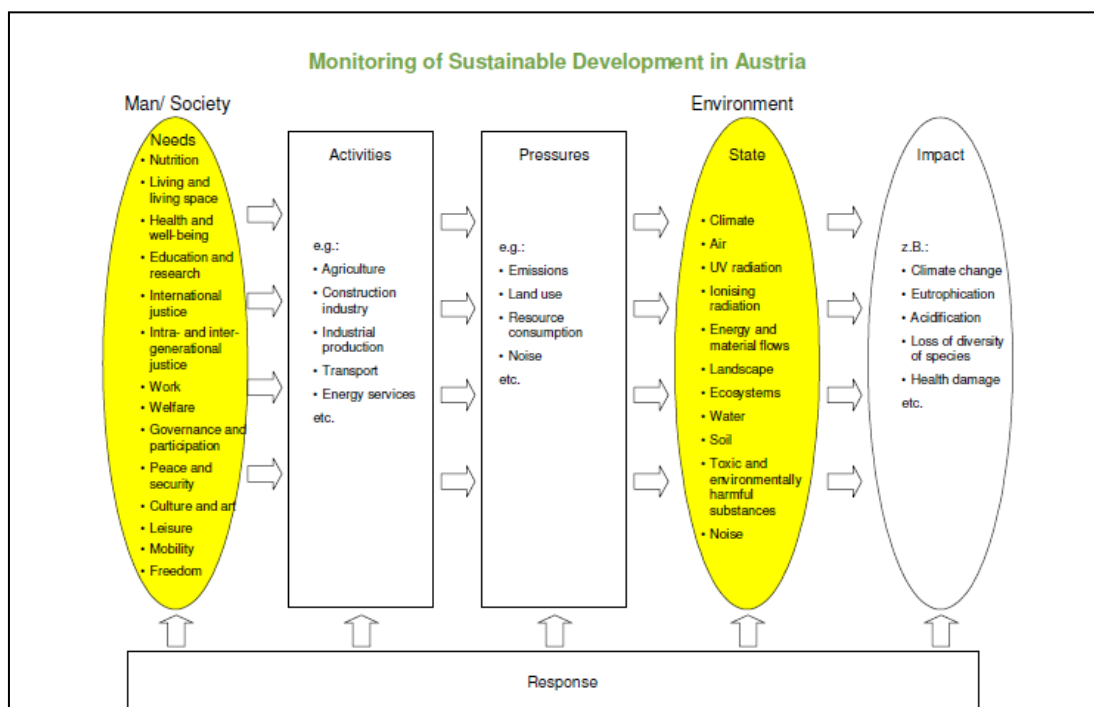 Monitoring of Sustainable Development in Austria
Man/ Society
Environment
Needs
• Nutrition
• Living and
living space
• Health and
well-being
• Education and
research
• International
justice
• Intra- and inter-
generational
justice
• Work
• Welfare
• Governance and
participation
• Peace and
security
• Culture and art
• Leisure
• Mobility
• Freedom
Activities
e.g.:
• Agriculture
• Construction
industry
• Industrial
production
• Transport
• Energy services
etc.
Pressures
e.g.:
• Emissions
• Land use
• Resource
consumption
• Noise
etc.
State
• Climate
• Air
• UV radiation
• Ionising
radiation
• Energy and
material flows
• Landscape
• Ecosystems
• Water
• Soil
• Toxic and
environmentally
harmful
substances
• Noise
Impact
z.B.:
• Climate change
• Eutrophication
• Acidification
• Loss of diversity
of species
• Health damage
etc.
Response